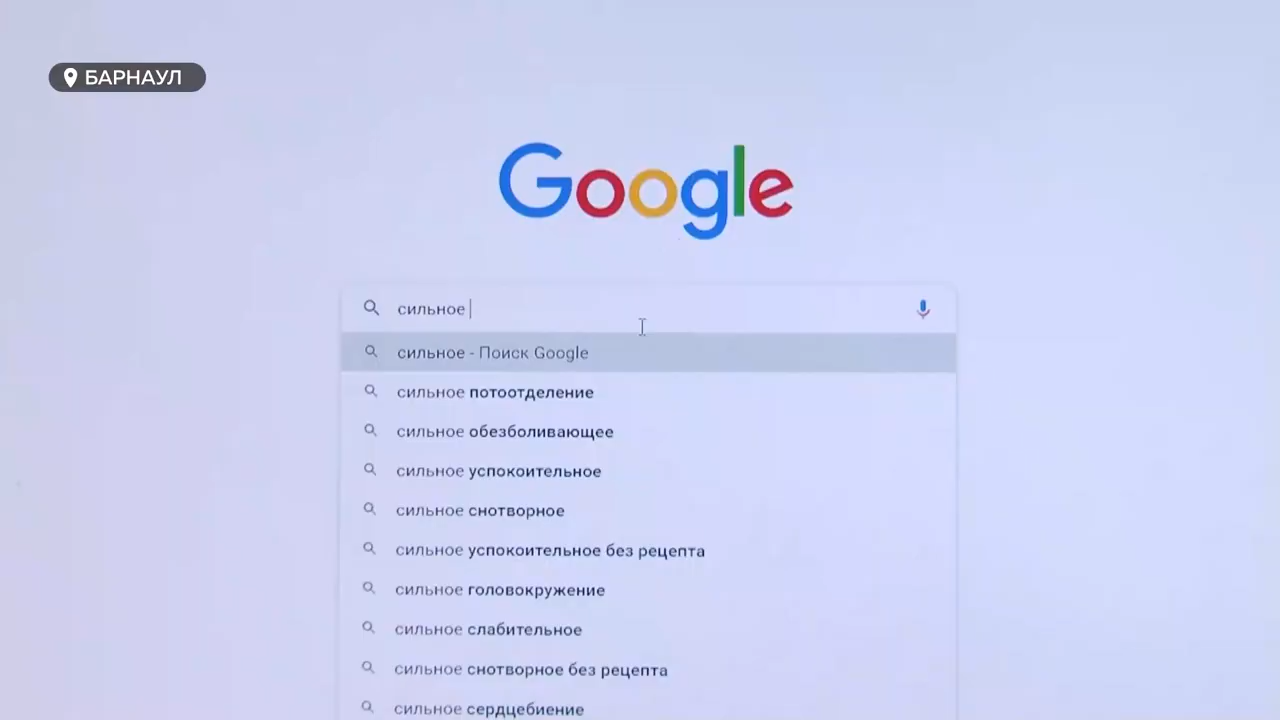 БАРНАУЛ
Google
сильное
сильное - Поиск Google
сильное потоотделение
сильное обезболивающее
сильное успокоительное
сильное снотворное
сильное успокоительное без рецепта
сильное головокружение
сильное слабительное
сильное снотворное без рецепта
сильное сердцебиение